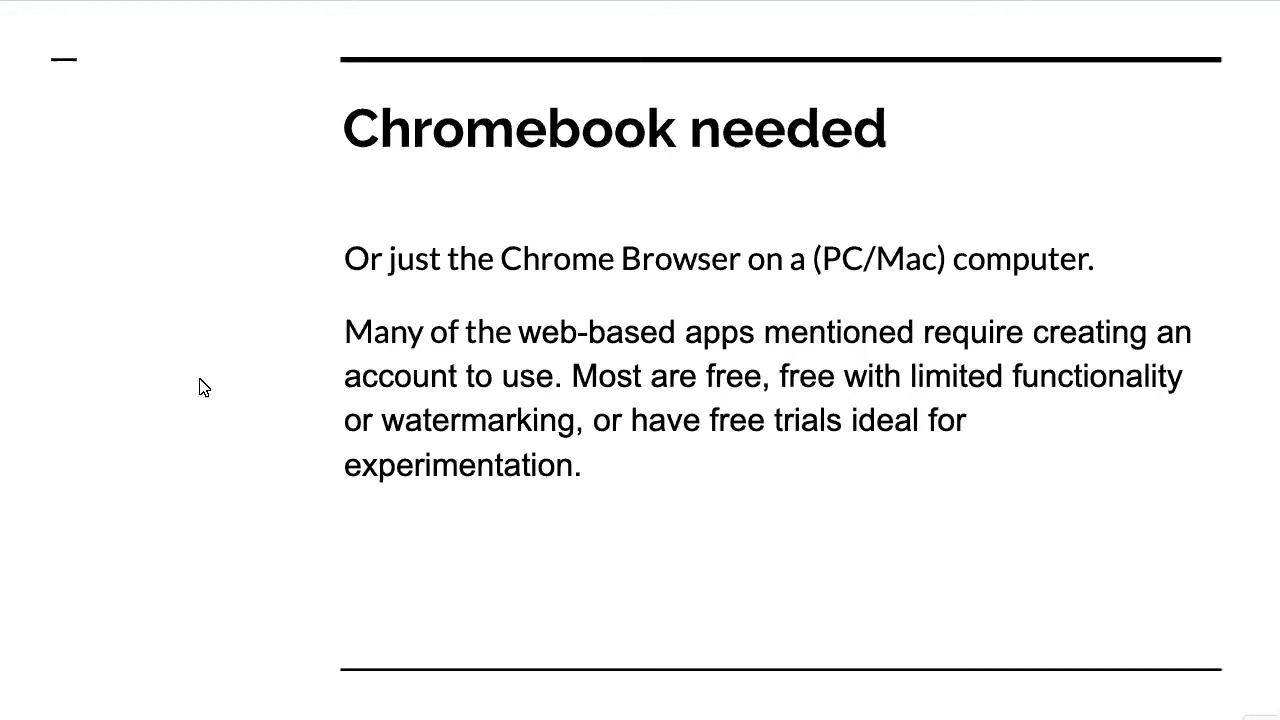 Chromebook needed
Or just the Chrome Browser on a (PC/Mac) computer.
Many of the web-based apps mentioned require creating an
account to use. Most are free, free with limited functionality
or watermarking, or have free trials ideal for
experimentation.